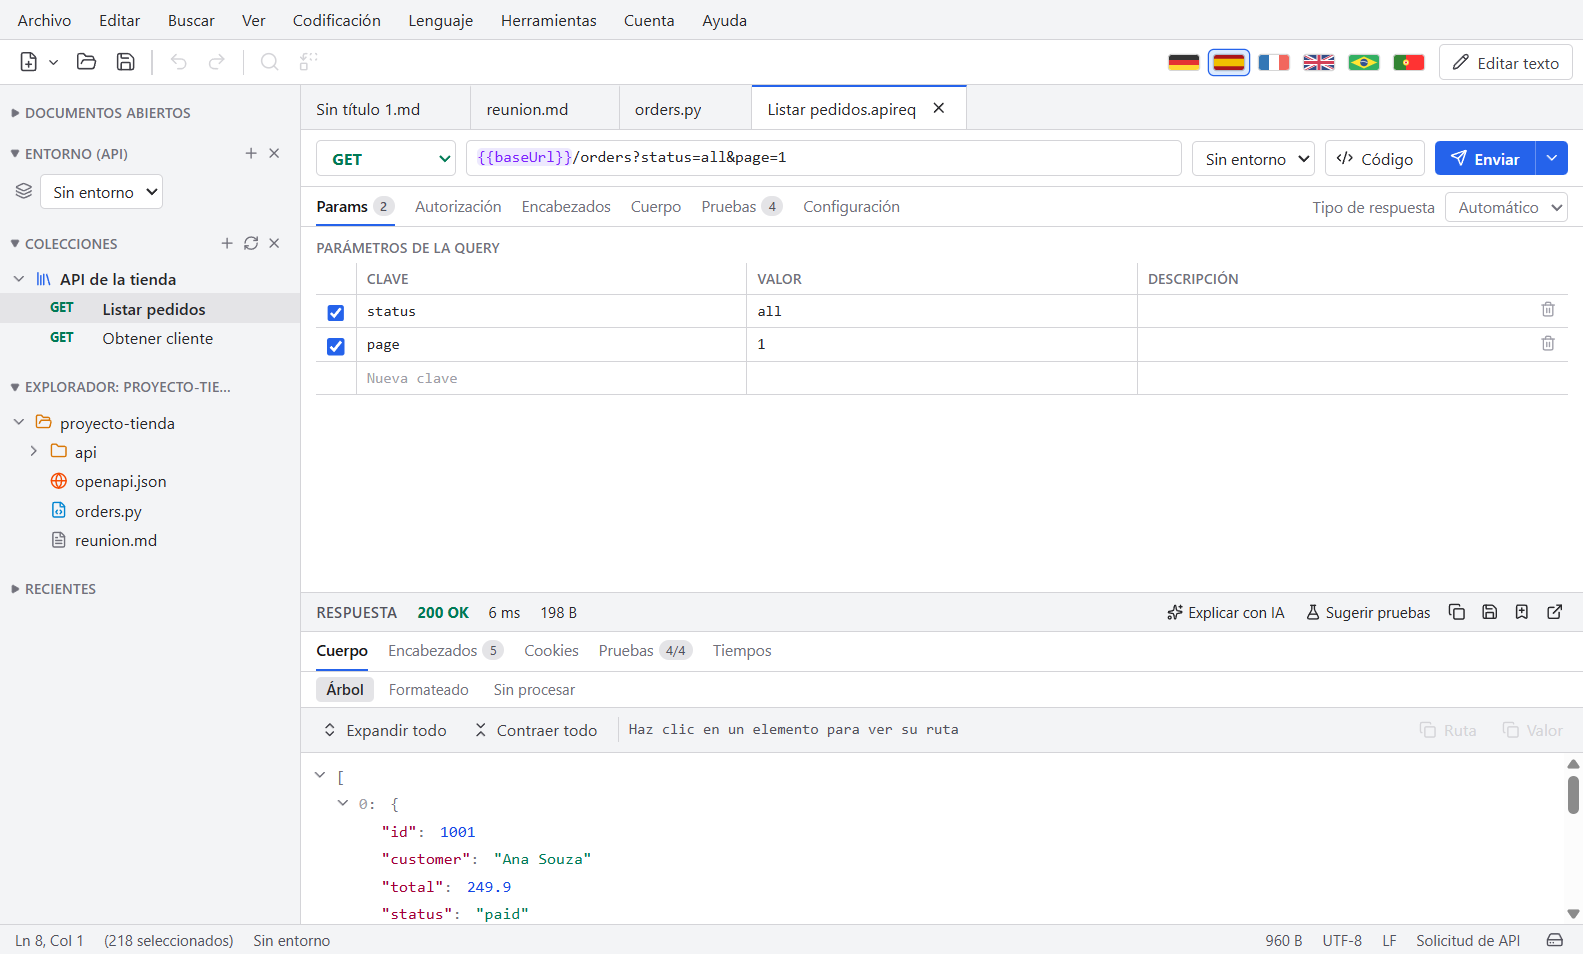 Archivo Editar Buscar Ver Codificación Lenguaje Herramientas Cuenta Ayuda
Editar texto
DOCUMENTOS ABIERTOS
ENTORNO (API)
Sin entorno
COLECCIONES
API de la tienda
GET Listar pedidos
GET Obtener cliente
EXPLORADOR: PROYECTO-TIE...
proyecto-tienda
api
openapi.json
orders.py
reunion.md
RECIENTES
Sin título 1.md reunion.md orders.py Listar pedidos.apireq
GET {{baseUrl}}/orders?status=all&page=1 Sin entorno Código Enviar
Params 2 Autorización Encabezados Cuerpo Pruebas 4 Configuración Tipo de respuesta Automático
PARÁMETROS DE LA QUERY
CLAVE VALOR DESCRIPCIÓN
status all
page 1
Nueva clave
RESPUESTA 200 OK 6 ms 198 B Explicar con IA Sugerir pruebas
Cuerpo Encabezados 5 Cookies Pruebas 4/4 Tiempos
Árbol Formateado Sin procesar
Expandir todo Contraer todo Haz clic en un elemento para ver su ruta Ruta Valor
[
0: {
"id": 1001
"customer": "Ana Souza"
"total": 249.9
"status": "paid"
Ln 8, Col 1 (218 seleccionados) Sin entorno 960 B UTF-8 LF Solicitud de API